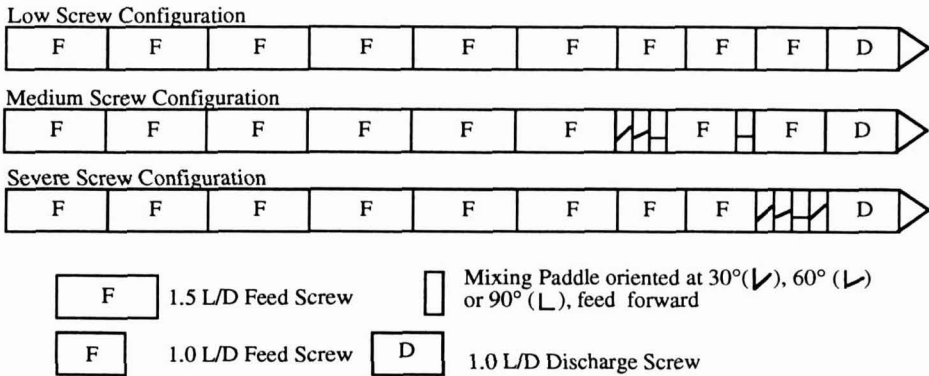 Low Screw Configuration
F F F F F F F F F D
Medium Screw Configuration
F F F F F F F F D
Severe Screw Configuration
F F F F F F F F D
F 1.5 L/D Feed Screw
Mixing Paddle oriented at 30° ( ), 60° ( )
or 90° ( ), feed forward
F 1.0 L/D Feed Screw D 1.0 L/D Discharge Screw